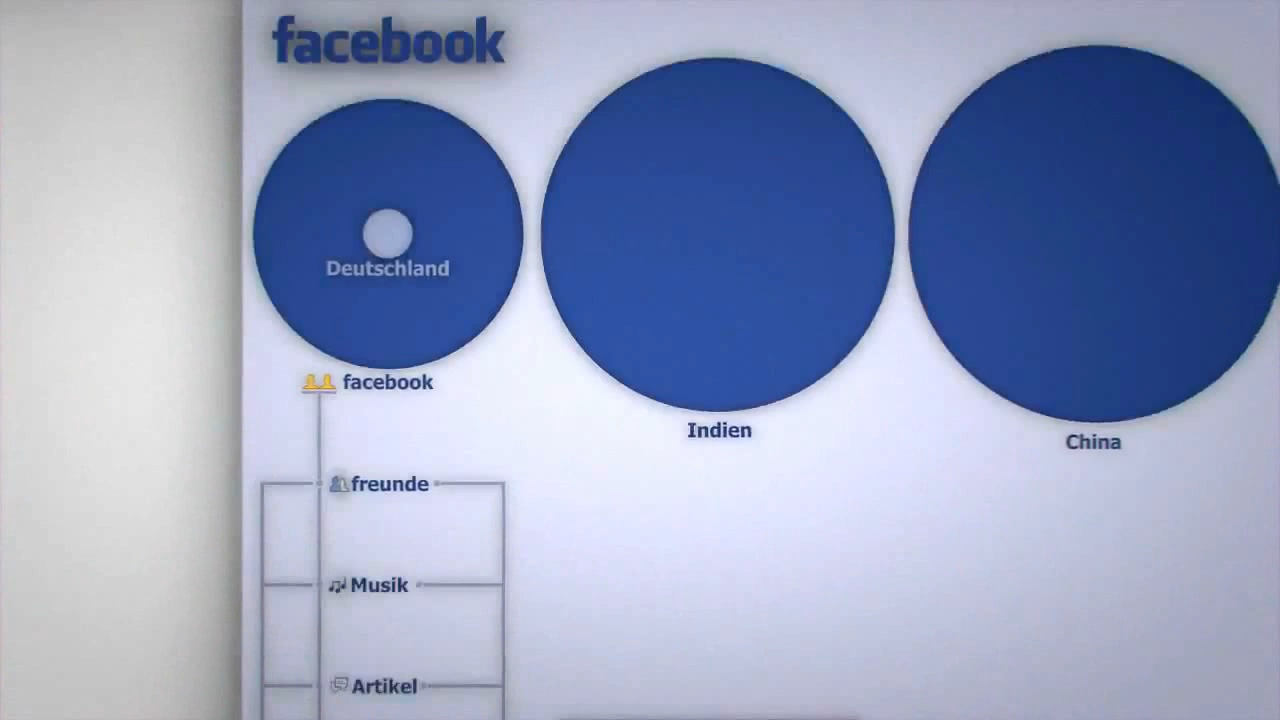 facebook
Deutschland
facebook
Indien
China
freunde
Musik
Artikel